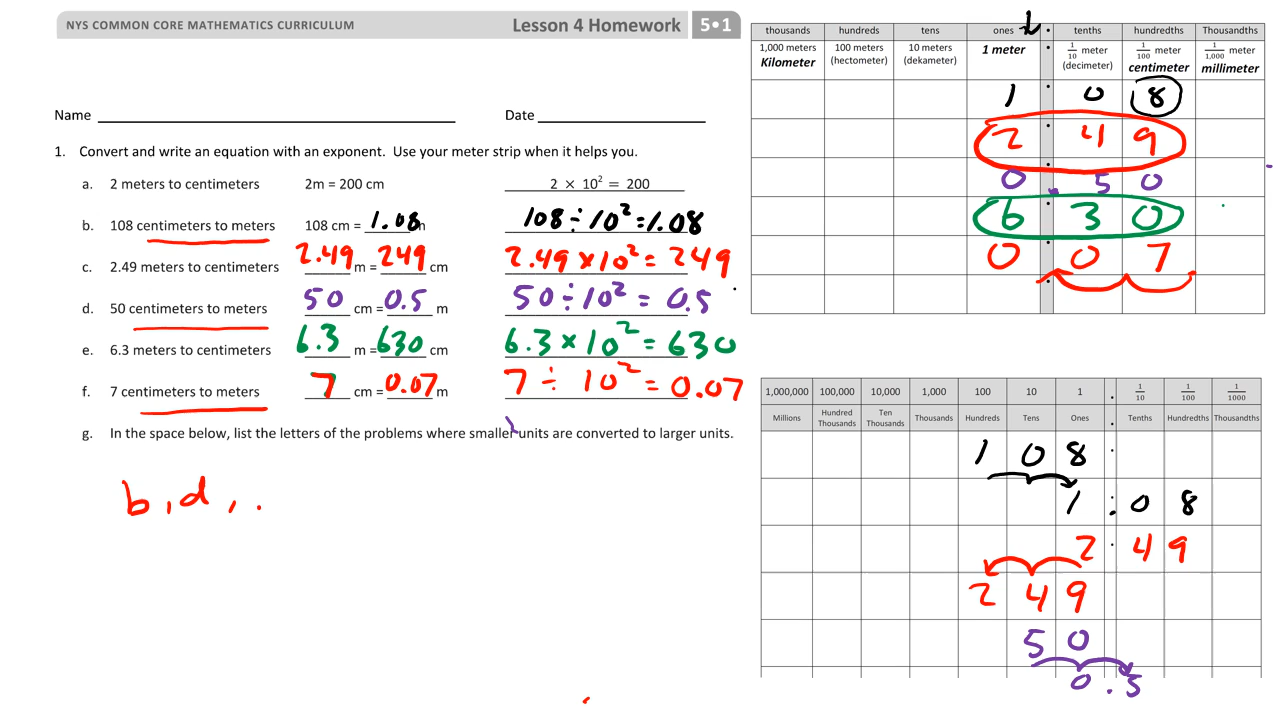 NYS COMMON CORE MATHEMATICS CURRICULUM Lesson 4 Homework 5•1
Name Date
1. Convert and write an equation with an exponent. Use your meter strip when it helps you.
a. 2 meters to centimeters 2m = 200 cm 2 × 10² = 200
b. 108 centimeters to meters 108 cm = 1.08 m 108 ÷ 10² = 1.08
c. 2.49 meters to centimeters 2.49 m = 249 cm 2.49 × 10² = 249
d. 50 centimeters to meters 50 cm = 0.5 m 50 ÷ 10² = 0.5
e. 6.3 meters to centimeters 6.3 m = 630 cm 6.3 × 10² = 630
f. 7 centimeters to meters 7 cm = 0.07 m 7 ÷ 10² = 0.07
g. In the space below, list the letters of the problems where smaller units are converted to larger units.
b, d, .
thousands hundreds tens ones . tenths hundredths Thousandths
1,000 meters Kilometer 100 meters (hectometer) 10 meters (dekameter) 1 meter . 1/10 meter (decimeter) 1/100 meter centimeter 1/1,000 meter millimeter
1 . 0 8
2 . 4 9
0 . 5 0
6 . 3 0
0 . 0 7
.
1,000,000 100,000 10,000 1,000 100 10 1 . 1/10 1/100 1/1000
Millions Hundred Thousands Ten Thousands Thousands Hundreds Tens Ones . Tenths Hundredths Thousandths
1 0 8 .
1 . 0 8
2 . 4 9
2 4 9
5 0
0 . 5